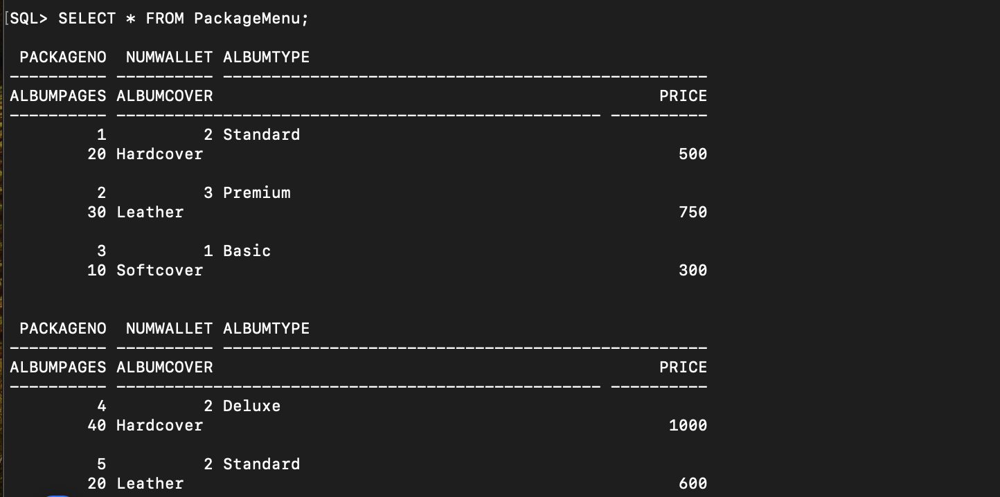 [SQL> SELECT * FROM PackageMenu;
 PACKAGENO  NUMWALLET ALBUMTYPE
---------- ---------- --------------------------------------------------
ALBUMPAGES ALBUMCOVER                                              PRICE
---------- -------------------------------------------------- ----------
         1          2 Standard
        20 Hardcover                                                 500
         2          3 Premium
        30 Leather                                                   750
         3          1 Basic
        10 Softcover                                                 300
 PACKAGENO  NUMWALLET ALBUMTYPE
---------- ---------- --------------------------------------------------
ALBUMPAGES ALBUMCOVER                                              PRICE
---------- -------------------------------------------------- ----------
         4          2 Deluxe
        40 Hardcover                                                1000
         5          2 Standard
        20 Leather                                                   600